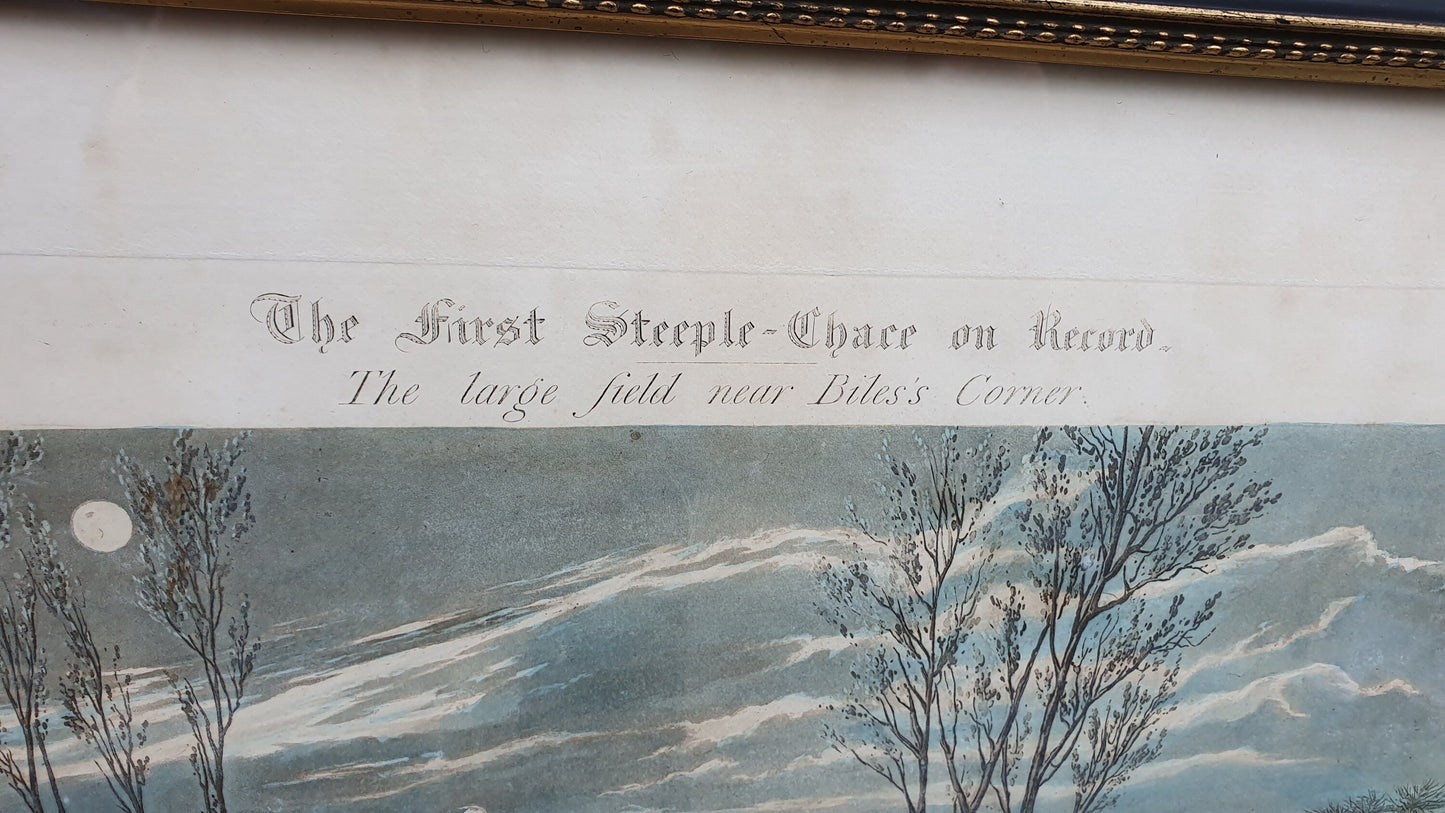 The First Steeple-Chace on Record.
The large field near Biles's Corner.